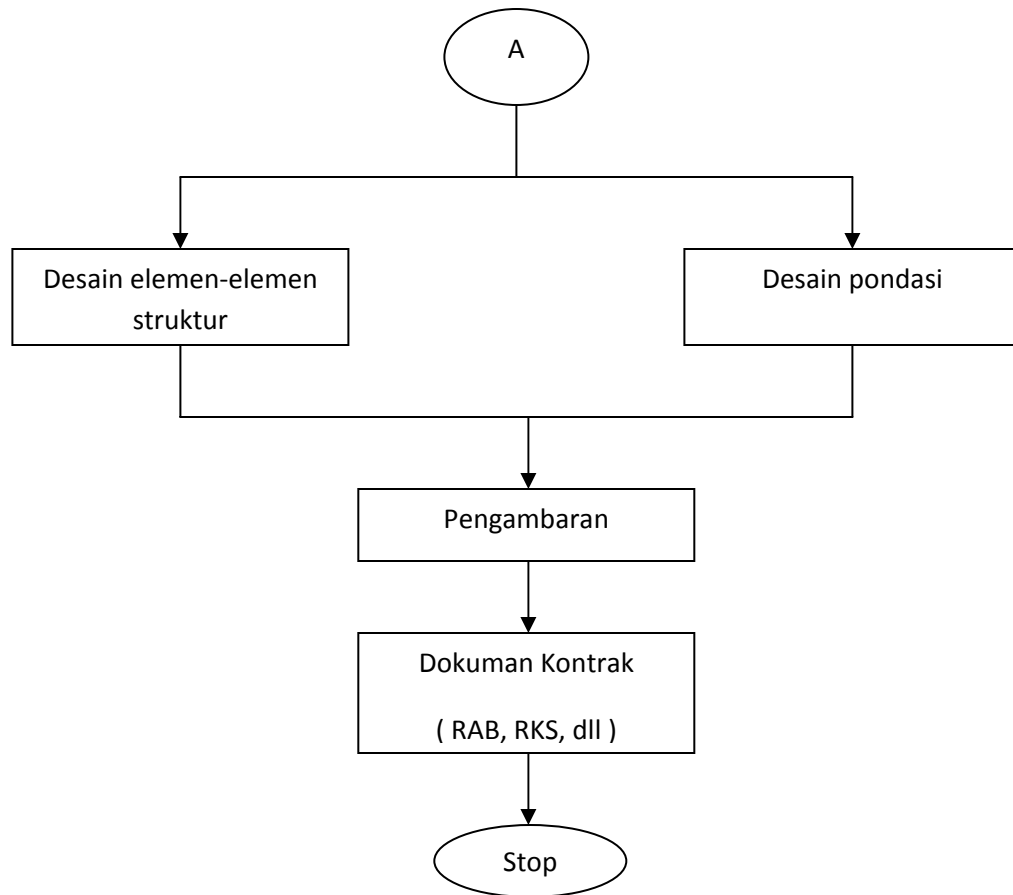 A
Desain elemen-elemen
struktur
Desain pondasi
Pengambaran
Dokuman Kontrak
( RAB, RKS, dll )
Stop